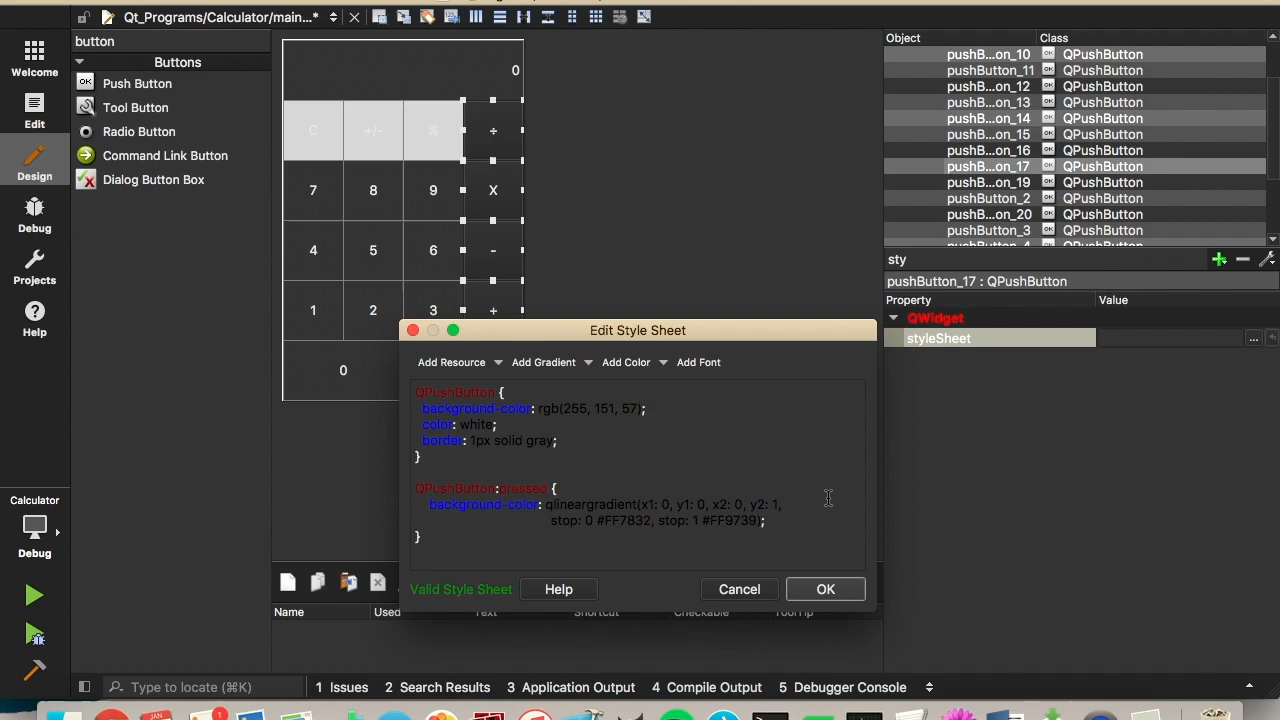 Qt_Programs/Calculator/main...*
Welcome
Edit
Design
Debug
Projects
Help
Calculator
Debug
button
Buttons
Push Button
Tool Button
Radio Button
Command Link Button
Dialog Button Box
0
C +/- % ÷
7 8 9 X
4 5 6 -
1 2 3 +
0
Name Used Text Shortcut Checkable ToolTip
Edit Style Sheet
Add Resource Add Gradient Add Color Add Font
QPushButton {
background-color: rgb(255, 151, 57);
color: white;
border: 1px solid gray;
}
QPushButton:pressed {
background-color: qlineargradient(x1: 0, y1: 0, x2: 0, y2: 1,
stop: 0 #FF7832, stop: 1 #FF9739);
}
Valid Style Sheet Help Cancel OK
Object Class
pushB...on_10 QPushButton
pushButton_11 QPushButton
pushB...on_12 QPushButton
pushB...on_13 QPushButton
pushB...on_14 QPushButton
pushB...on_15 QPushButton
pushB...on_16 QPushButton
pushB...on_17 QPushButton
pushB...on_19 QPushButton
pushButton_2 QPushButton
pushB...on_20 QPushButton
pushButton_3 QPushButton
pushButton_4 QPushButton
sty
pushButton_17 : QPushButton
Property Value
QWidget
styleSheet ...
Type to locate (⌘K) 1 Issues 2 Search Results 3 Application Output 4 Compile Output 5 Debugger Console
JAN 1